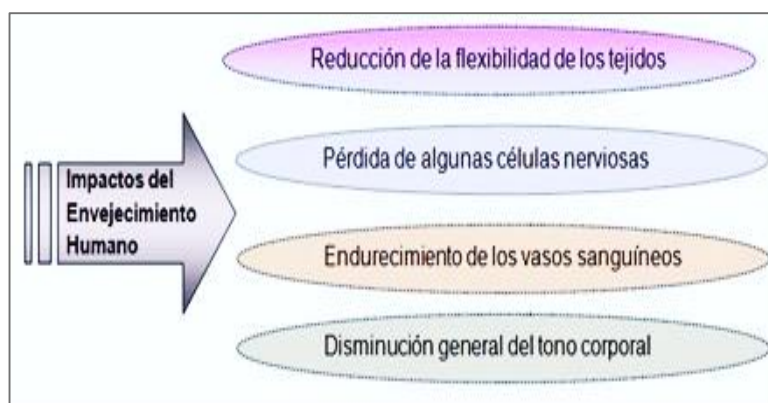 Reducción de la flexibilidad de los tejidos
Pérdida de algunas células nerviosas
Impactos del
Envejecimiento
Humano
Endurecimiento de los vasos sanguíneos
Disminución general del tono corporal